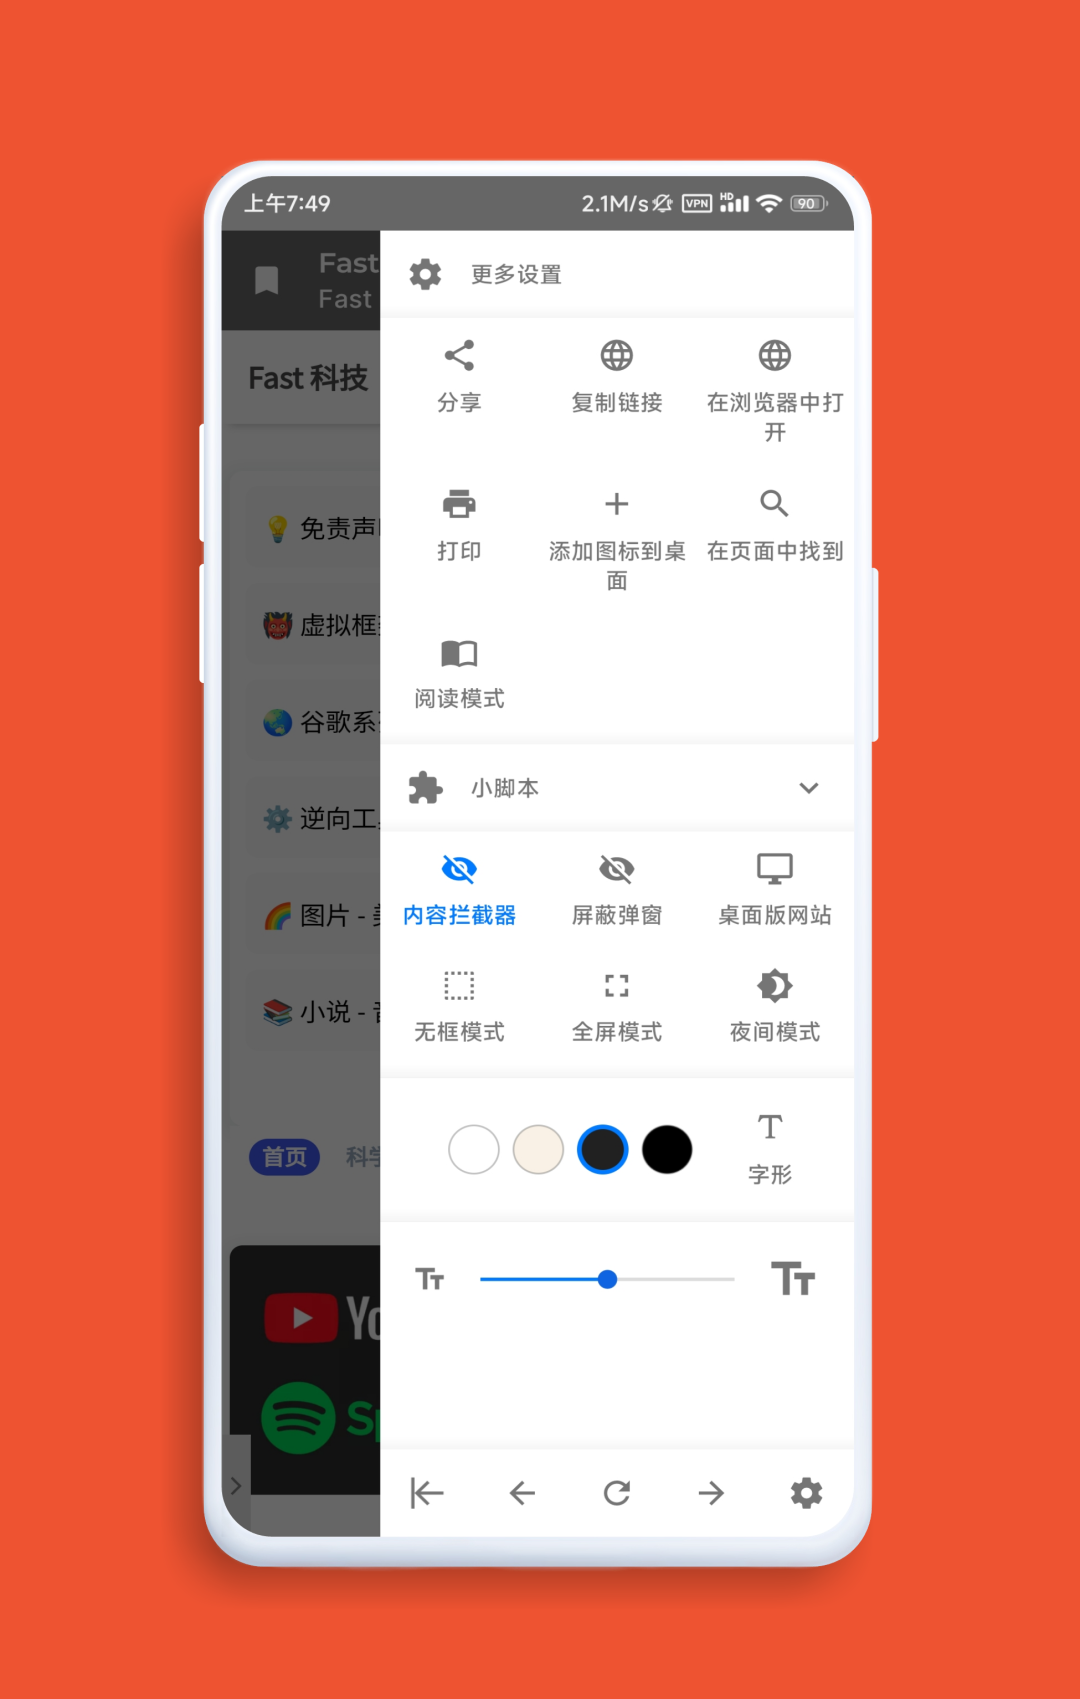 上午7:49
2.1M/s VPN HD 90
Fast
Fast
Fast 科技
免责声
虚拟框
谷歌系
逆向工
图片 -
小说 -
首页 科学
Yo
Sp
更多设置
分享 复制链接 在浏览器中打
开
打印 添加图标到桌 在页面中找到
面
阅读模式
小脚本
内容拦截器 屏蔽弹窗 桌面版网站
无框模式 全屏模式 夜间模式
T
字形
Tт Tт